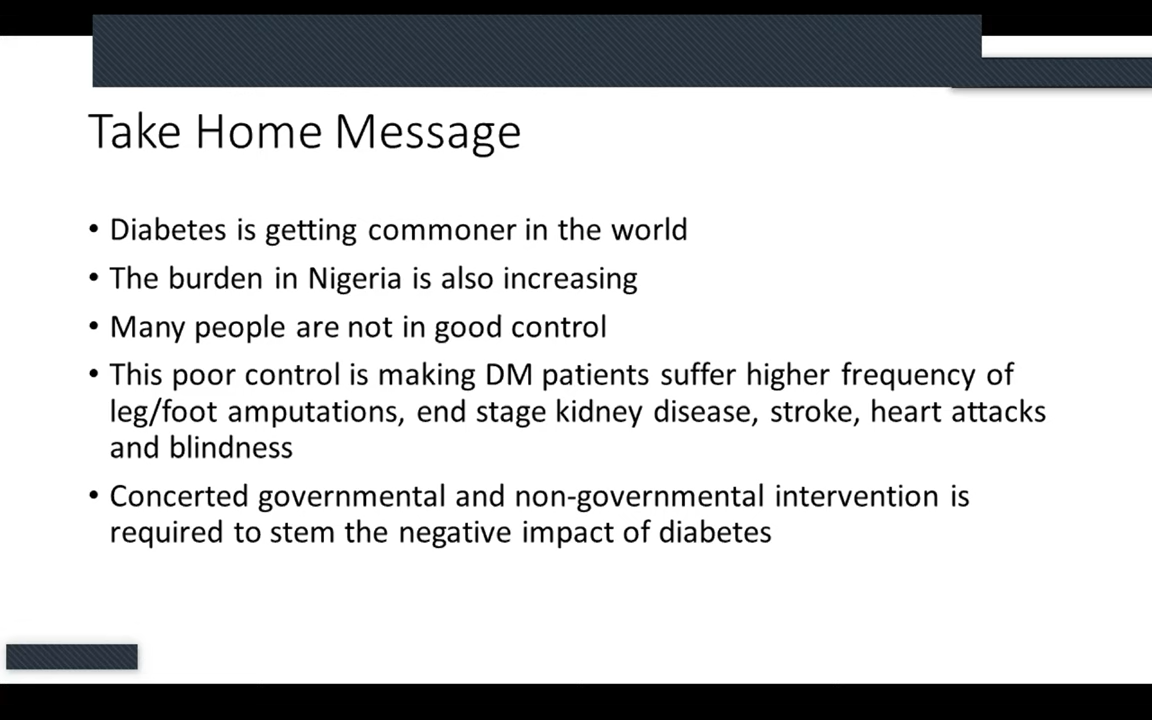 Take Home Message
• Diabetes is getting commoner in the world
• The burden in Nigeria is also increasing
• Many people are not in good control
• This poor control is making DM patients suffer higher frequency of
leg/foot amputations, end stage kidney disease, stroke, heart attacks
and blindness
• Concerted governmental and non-governmental intervention is
required to stem the negative impact of diabetes